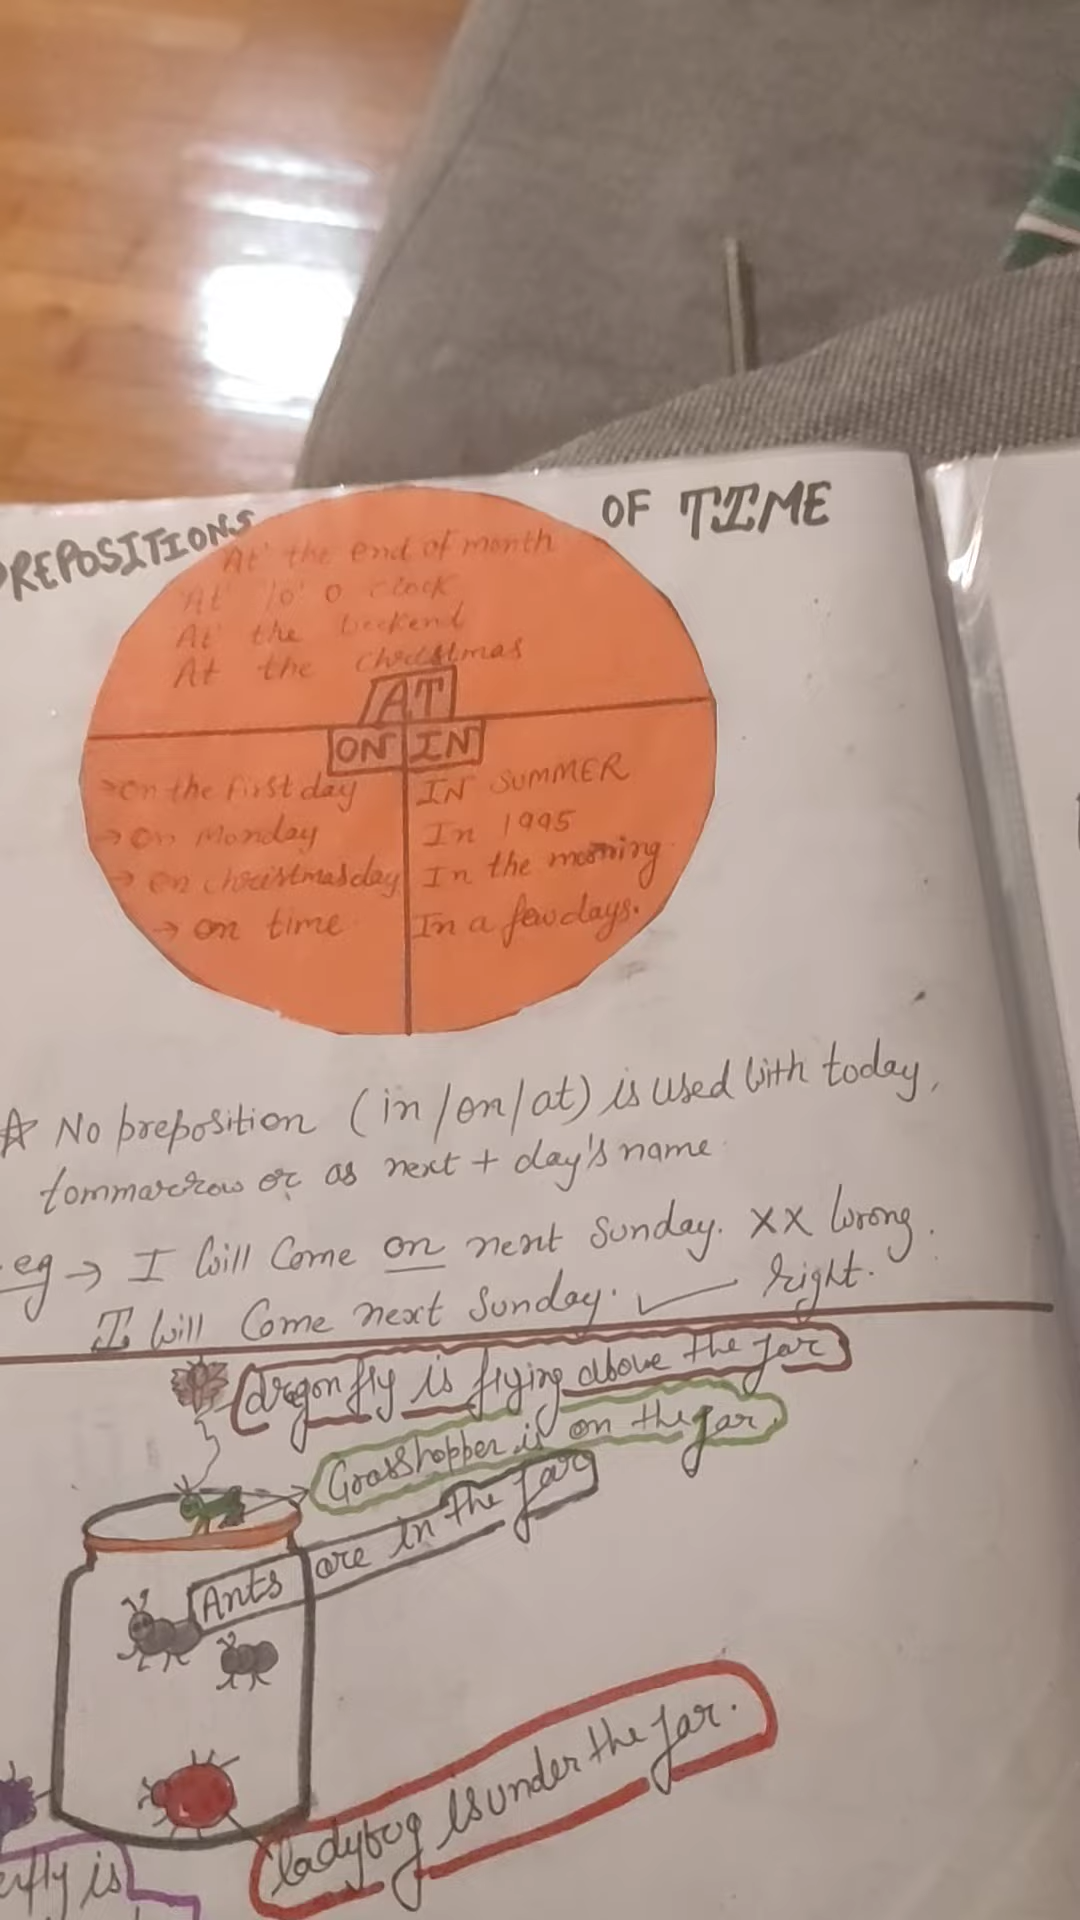 PREPOSITIONS OF TIME
At the end of month
At 10 o clock
At the weekend
At the christmas
AT
ON IN
→ on the first day
→ on Monday
→ on christmasday
→ on time
IN SUMMER
In 1995
In the morning
In a few days.
☆ No preposition (in/on/at) is used with today,
tommarrow or as next + day's name
eg → I will come on next Sunday. XX wrong.
I will come next Sunday. ✓ right.
dragonfly is flying above the jar
Grasshopper is on the jar.
Ants are in the jar
ladybug is under the jar.
is